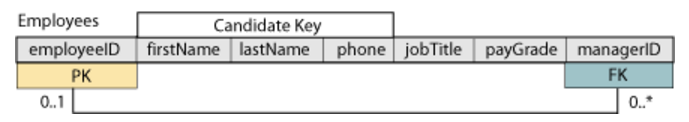 Employees
Candidate Key
employeeID firstName lastName phone jobTitle payGrade managerID
PK FK
0..1 0..*